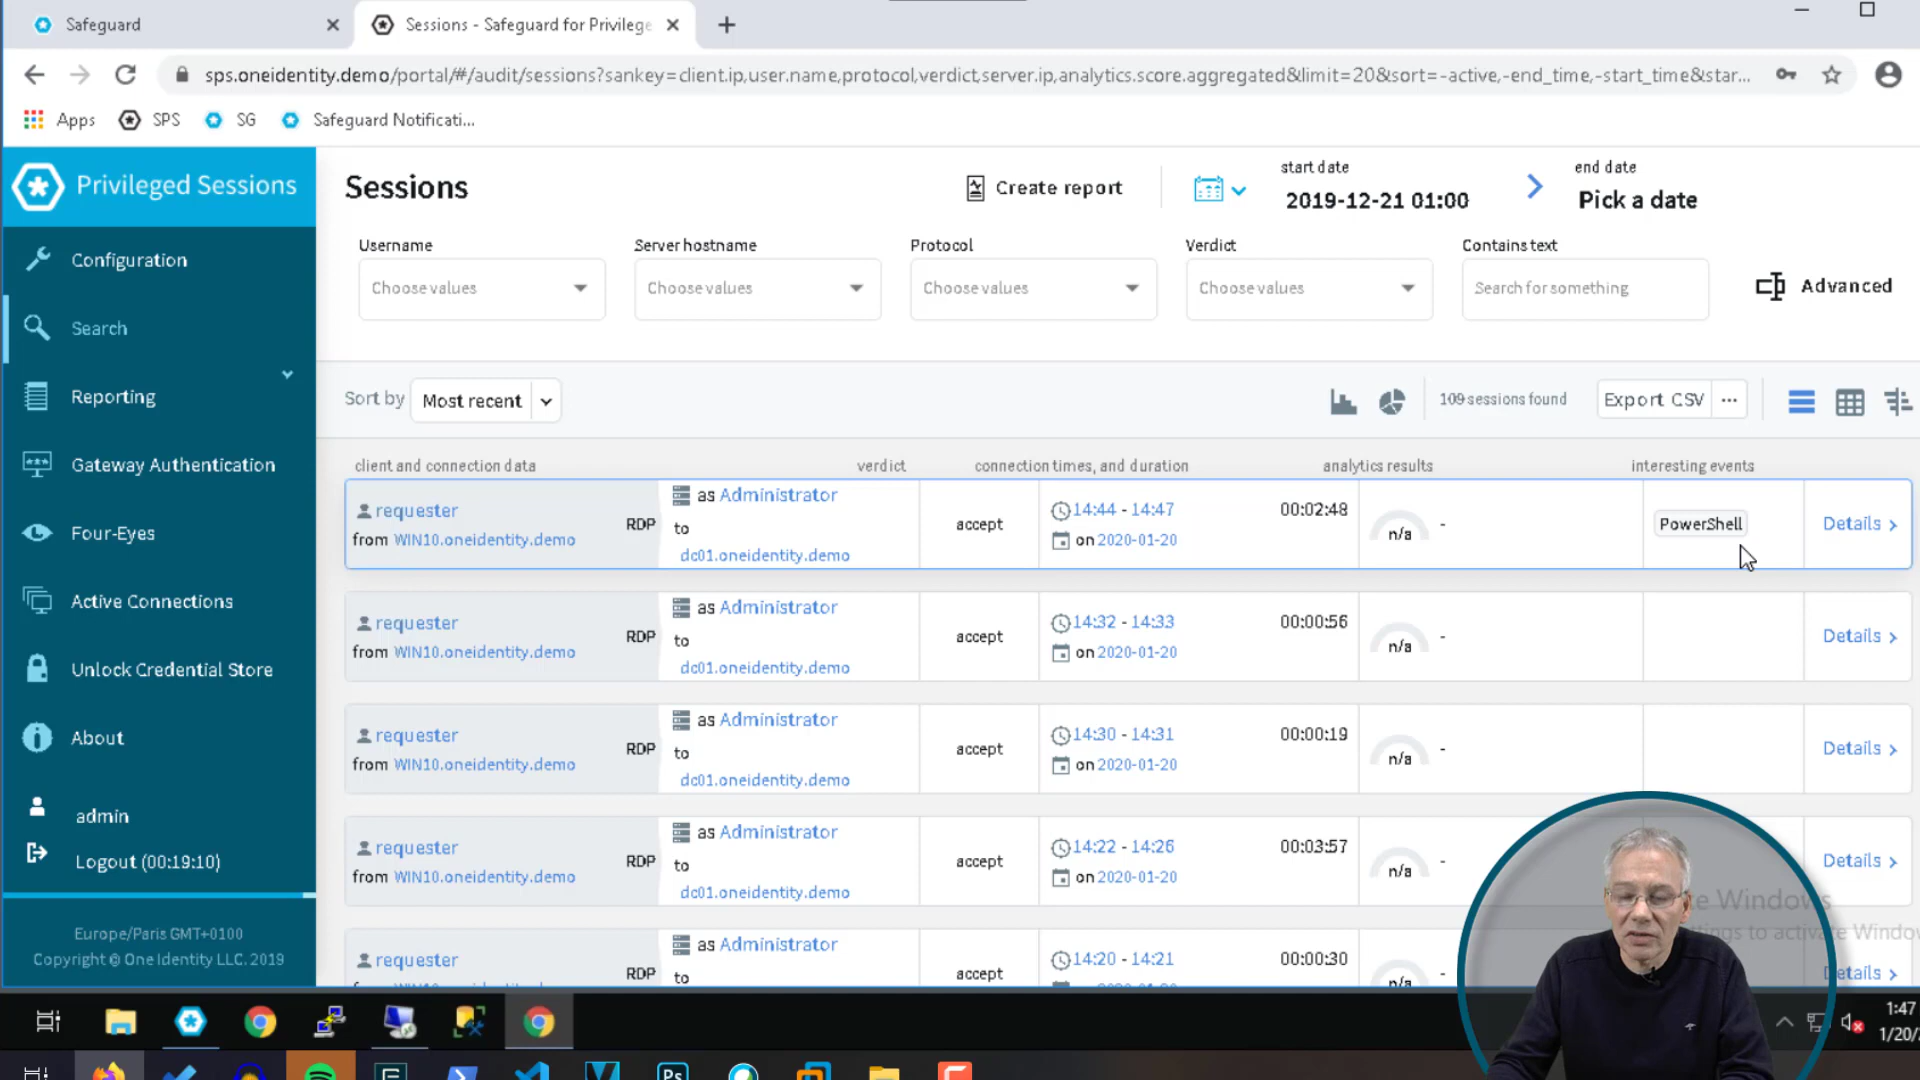 Safeguard
Sessions - Safeguard for Privilege
sps.oneidentity.demo/portal/#/audit/sessions?sankey=client.ip,user.name,protocol,verdict,server.ip,analytics.score.aggregated&limit=20&sort=-active,-end_time,-start_time&star...
Apps SPS SG Safeguard Notificati...
Privileged Sessions
Configuration
Search
Reporting
Gateway Authentication
Four-Eyes
Active Connections
Unlock Credential Store
About
admin
Logout (00:19:10)
Europe/Paris GMT+0100
Copyright © One Identity LLC. 2019
Sessions
Create report
start date
2019-12-21 01:00
end date
Pick a date
Username
Choose values
Server hostname
Choose values
Protocol
Choose values
Verdict
Choose values
Contains text
Search for something
Advanced
Sort by Most recent
109 sessions found
Export CSV ...
client and connection data verdict connection times, and duration analytics results interesting events
requester
from WIN10.oneidentity.demo
RDP
as Administrator
to
dc01.oneidentity.demo
accept
14:44 - 14:47
on 2020-01-20
00:02:48
n/a -
PowerShell
Details
requester
from WIN10.oneidentity.demo
RDP
as Administrator
to
dc01.oneidentity.demo
accept
14:32 - 14:33
on 2020-01-20
00:00:56
n/a -
Details
requester
from WIN10.oneidentity.demo
RDP
as Administrator
to
dc01.oneidentity.demo
accept
14:30 - 14:31
on 2020-01-20
00:00:19
n/a -
Details
requester
from WIN10.oneidentity.demo
RDP
as Administrator
to
dc01.oneidentity.demo
accept
14:22 - 14:26
on 2020-01-20
00:03:57
n/a -
Details
requester
RDP
as Administrator
to
accept
14:20 - 14:21
00:00:30
n/a
Details
te Windows
ttings to activate Windo
1:47
1/20/
Ps